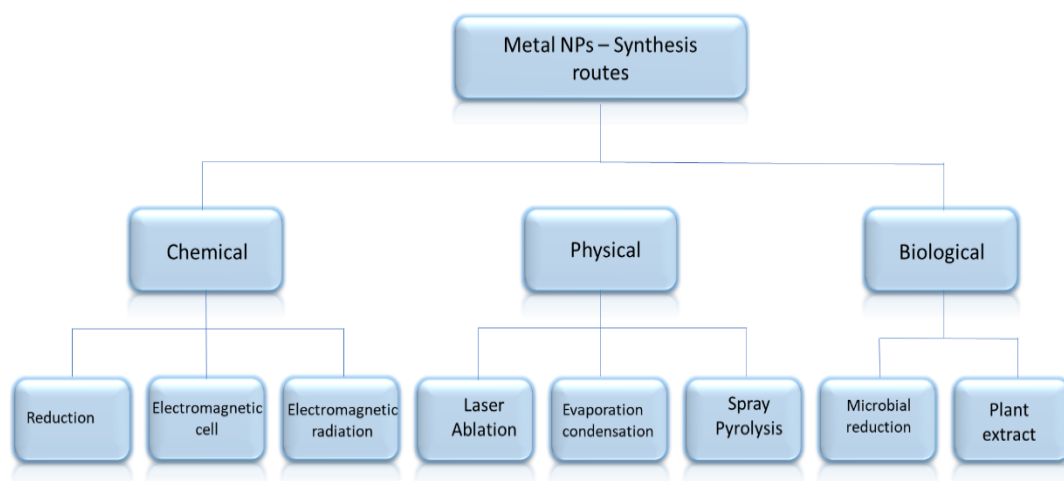 Metal NPs – Synthesis
routes
Chemical
Physical
Biological
Reduction
Electromagnetic
cell
Electromagnetic
radiation
Laser
Ablation
Evaporation
condensation
Spray
Pyrolysis
Microbial
reduction
Plant
extract